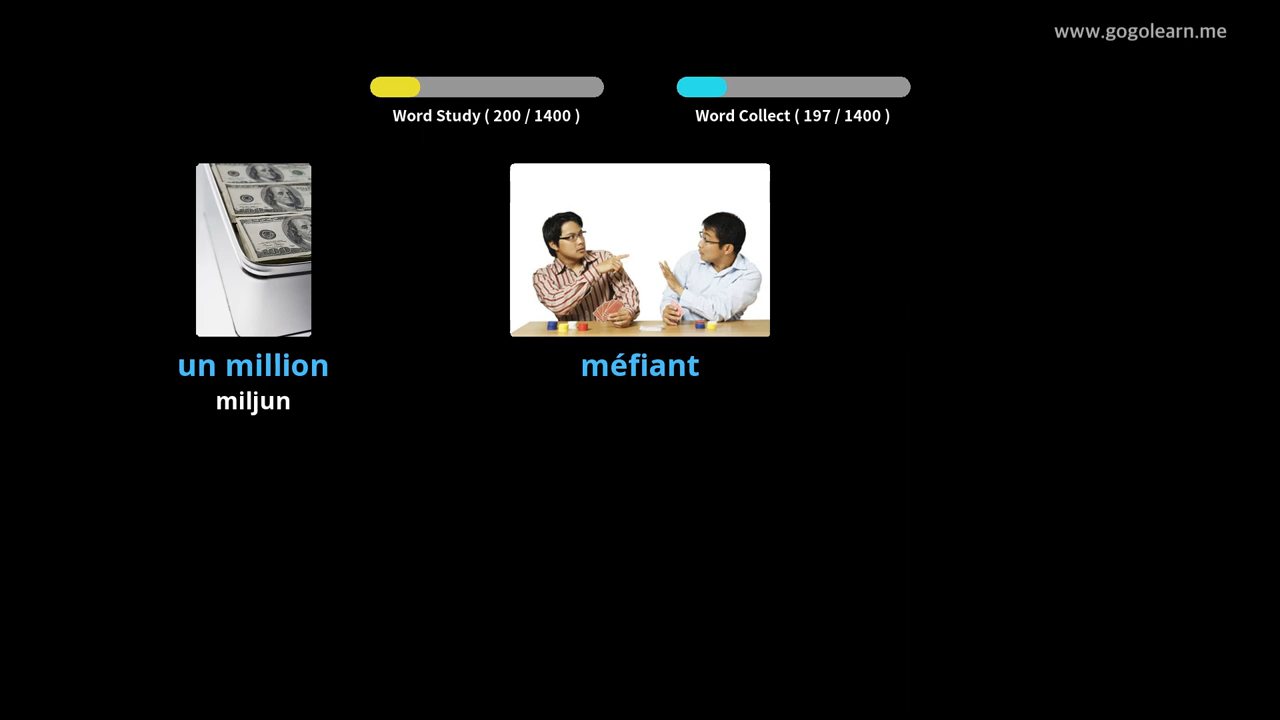 www.gogolearn.me
Word Study ( 200 / 1400 )
Word Collect ( 197 / 1400 )
un million
miljun
méfiant